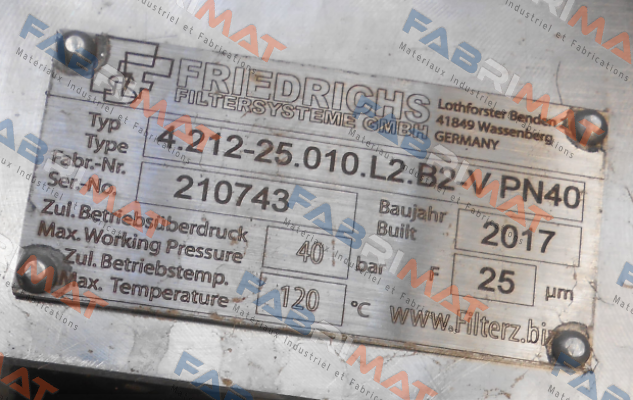 FRIEDRICHS
FILTERSYSTEME GMBH
Lothforster Benden 2
41849 Wassenberg
GERMANY
Typ
Type
4.212-25.010.L2.B2-V PN40
Fabr.-Nr.
Ser.-No.
210743
Baujahr
Built
2017
Zul. Betriebsüberdruck
Max. Working Pressure
40 bar
F 25 µm
Zul. Betriebstemp.
Max. Temperature
120 °C
www.Filterz.biz
FABRIMAT
Materiaux Industriel et Fabrications